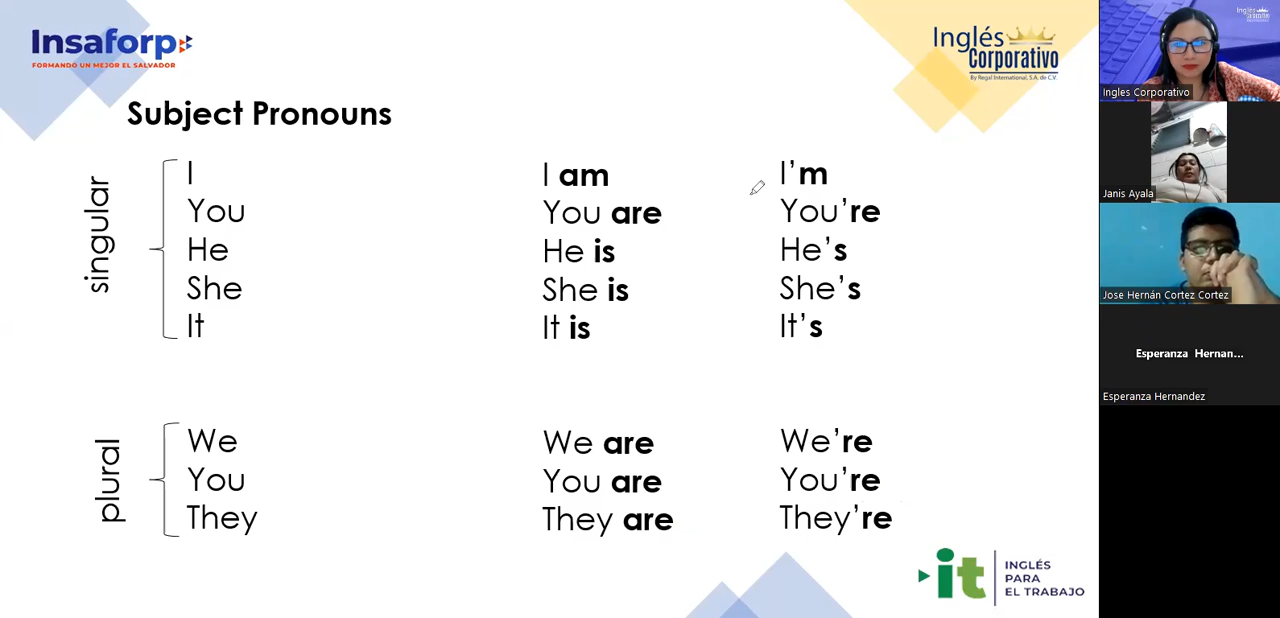 Insaforp
FORMANDO UN MEJOR EL SALVADOR
Inglés
Corporativo
By Regal International, S.A. de C.V.
Subject Pronouns
singular
I
You
He
She
It
I am
You are
He is
She is
It is
I’m
You’re
He’s
She’s
It’s
plural
We
You
They
We are
You are
They are
We’re
You’re
They’re
it
INGLÉS
PARA
EL TRABAJO
Inglés
Ingles Corporativo
Janis Ayala
Jose Hernán Cortez Cortez
Esperanza Hernan...
Esperanza Hernandez